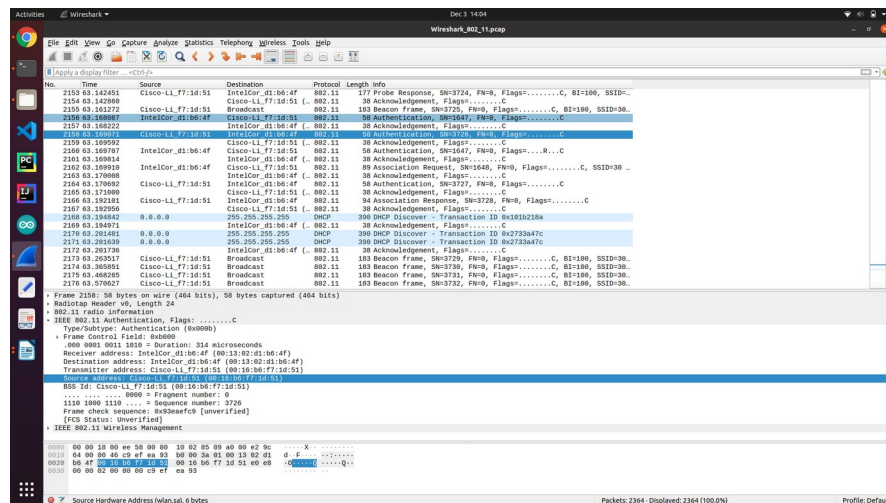 Activities Wireshark Dec 3 14:04
Wireshark_802_11.pcap
File Edit View Go Capture Analyze Statistics Telephony Wireless Tools Help
Apply a display filter ... <Ctrl-/>
No. Time Source Destination Protocol Length Info
2153 63.142451 Cisco-Li_f7:1d:51 IntelCor_d1:b6:4f 802.11 177 Probe Response, SN=3724, FN=0, Flags=........C, BI=100, SSID=…
2154 63.142860 Cisco-Li_f7:1d:51 (… 802.11 38 Acknowledgement, Flags=........C
2155 63.161272 Cisco-Li_f7:1d:51 Broadcast 802.11 183 Beacon frame, SN=3725, FN=0, Flags=........C, BI=100, SSID=30…
2156 63.168087 IntelCor_d1:b6:4f Cisco-Li_f7:1d:51 802.11 58 Authentication, SN=1647, FN=0, Flags=........C
2157 63.168222 IntelCor_d1:b6:4f (… 802.11 38 Acknowledgement, Flags=........C
2158 63.169071 Cisco-Li_f7:1d:51 IntelCor_d1:b6:4f 802.11 58 Authentication, SN=3726, FN=0, Flags=........C
2159 63.169592 Cisco-Li_f7:1d:51 (… 802.11 38 Acknowledgement, Flags=........C
2160 63.169707 IntelCor_d1:b6:4f Cisco-Li_f7:1d:51 802.11 58 Authentication, SN=1647, FN=0, Flags=....R...C
2161 63.169814 IntelCor_d1:b6:4f (… 802.11 38 Acknowledgement, Flags=........C
2162 63.169910 IntelCor_d1:b6:4f Cisco-Li_f7:1d:51 802.11 89 Association Request, SN=1648, FN=0, Flags=........C, SSID=30 …
2163 63.170008 IntelCor_d1:b6:4f (… 802.11 38 Acknowledgement, Flags=........C
2164 63.170692 Cisco-Li_f7:1d:51 IntelCor_d1:b6:4f 802.11 58 Authentication, SN=3727, FN=0, Flags=........C
2165 63.171000 Cisco-Li_f7:1d:51 (… 802.11 38 Acknowledgement, Flags=........C
2166 63.192101 Cisco-Li_f7:1d:51 IntelCor_d1:b6:4f 802.11 94 Association Response, SN=3728, FN=0, Flags=........C
2167 63.192956 Cisco-Li_f7:1d:51 (… 802.11 38 Acknowledgement, Flags=........C
2168 63.194842 0.0.0.0 255.255.255.255 DHCP 390 DHCP Discover - Transaction ID 0x101b218a
2169 63.194971 IntelCor_d1:b6:4f (… 802.11 38 Acknowledgement, Flags=........C
2170 63.201481 0.0.0.0 255.255.255.255 DHCP 390 DHCP Discover - Transaction ID 0x2733a47c
2171 63.201639 0.0.0.0 255.255.255.255 DHCP 390 DHCP Discover - Transaction ID 0x2733a47c
2172 63.201736 IntelCor_d1:b6:4f (… 802.11 38 Acknowledgement, Flags=........C
2173 63.263517 Cisco-Li_f7:1d:51 Broadcast 802.11 183 Beacon frame, SN=3729, FN=0, Flags=........C, BI=100, SSID=30…
2174 63.365851 Cisco-Li_f7:1d:51 Broadcast 802.11 183 Beacon frame, SN=3730, FN=0, Flags=........C, BI=100, SSID=30…
2175 63.468265 Cisco-Li_f7:1d:51 Broadcast 802.11 183 Beacon frame, SN=3731, FN=0, Flags=........C, BI=100, SSID=30…
2176 63.570627 Cisco-Li_f7:1d:51 Broadcast 802.11 183 Beacon frame, SN=3732, FN=0, Flags=........C, BI=100, SSID=30…
Frame 2158: 58 bytes on wire (464 bits), 58 bytes captured (464 bits)
Radiotap Header v0, Length 24
802.11 radio information
IEEE 802.11 Authentication, Flags: ........C
Type/Subtype: Authentication (0x000b)
Frame Control Field: 0xb000
.000 0001 0011 1010 = Duration: 314 microseconds
Receiver address: IntelCor_d1:b6:4f (00:13:02:d1:b6:4f)
Destination address: IntelCor_d1:b6:4f (00:13:02:d1:b6:4f)
Transmitter address: Cisco-Li_f7:1d:51 (00:16:b6:f7:1d:51)
Source address: Cisco-Li_f7:1d:51 (00:16:b6:f7:1d:51)
BSS Id: Cisco-Li_f7:1d:51 (00:16:b6:f7:1d:51)
.... .... .... 0000 = Fragment number: 0
1110 1000 1110 .... = Sequence number: 3726
Frame check sequence: 0x93eaefc9 [unverified]
[FCS Status: Unverified]
IEEE 802.11 Wireless Management
0000 00 00 18 00 ee 58 00 00 10 02 85 09 a0 00 e2 9c ·····X·· ········
0010 64 00 00 46 c9 ef ea 93 b0 00 3a 01 00 13 02 d1 d··F···· ··:·····
0020 b6 4f 00 16 b6 f7 1d 51 00 16 b6 f7 1d 51 e0 e8 ·O·····Q ·····Q··
0030 00 00 02 00 00 00 c9 ef ea 93 ········ ··
Source Hardware Address (wlan.sa), 6 bytes Packets: 2364 · Displayed: 2364 (100.0%) Profile: Defau